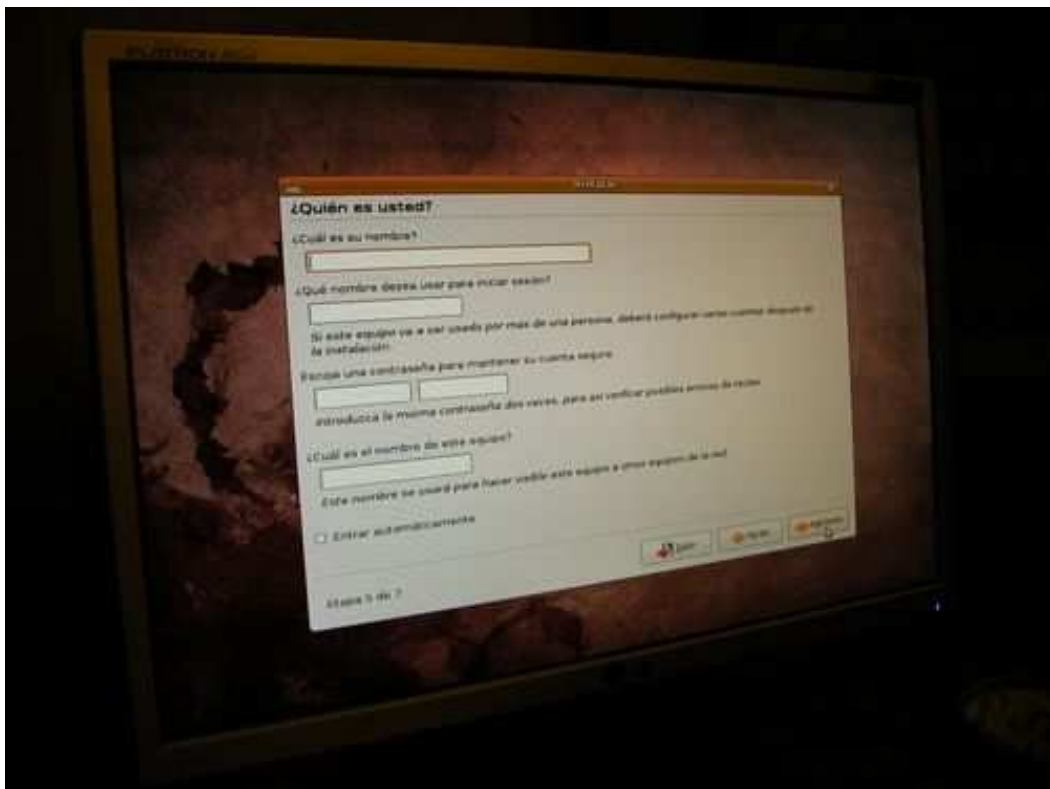 Instalar
¿Quién es usted?
¿Cuál es su nombre?
¿Qué nombre desea usar para iniciar sesión?
Si este equipo va a ser usado por más de una persona, deberá configurar varias cuentas después de
la instalación.
Escoja una contraseña para mantener su cuenta segura.
Introduzca la misma contraseña dos veces, para así verificar posibles errores de tecleo.
¿Cuál es el nombre de este equipo?
Este nombre se usará para hacer visible este equipo a otros equipos de la red.
Entrar automáticamente
Etapa 5 de 7